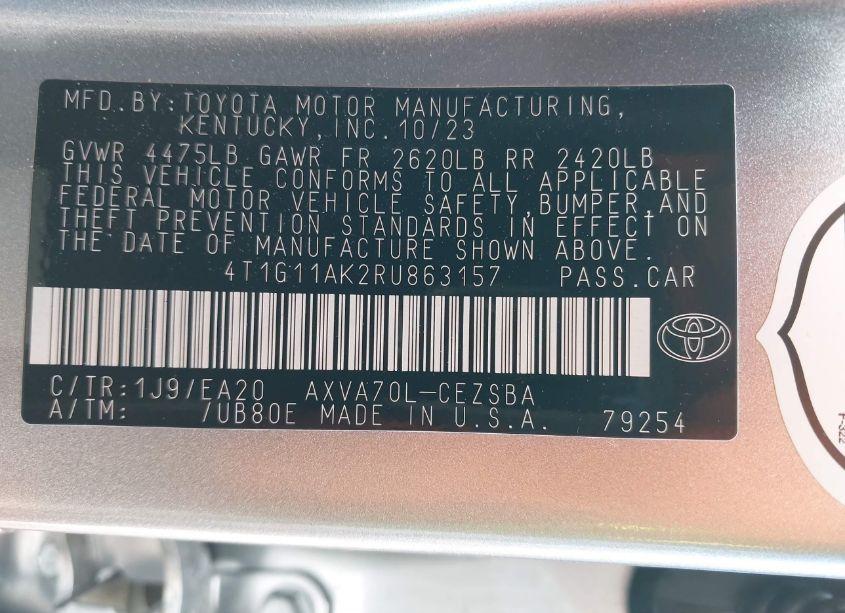 MFD.BY:TOYOTA MOTOR MANUFACTURING,
KENTUCKY,INC.10/23
GVWR 4475LB GAWR FR 2620LB RR 2420LB
THIS VEHICLE CONFORMS TO ALL APPLICABLE
FEDERAL MOTOR VEHICLE SAFETY,BUMPER,AND
THEFT PREVENTION STANDARDS IN EFFECT ON
THE DATE OF MANUFACTURE SHOWN ABOVE.
4T1G11AK2RU863157 PASS.CAR
C/TR:1J9/EA20 AXVA70L-CEZSBA
A/TM: /UB80E MADE IN U.S.A. 79254